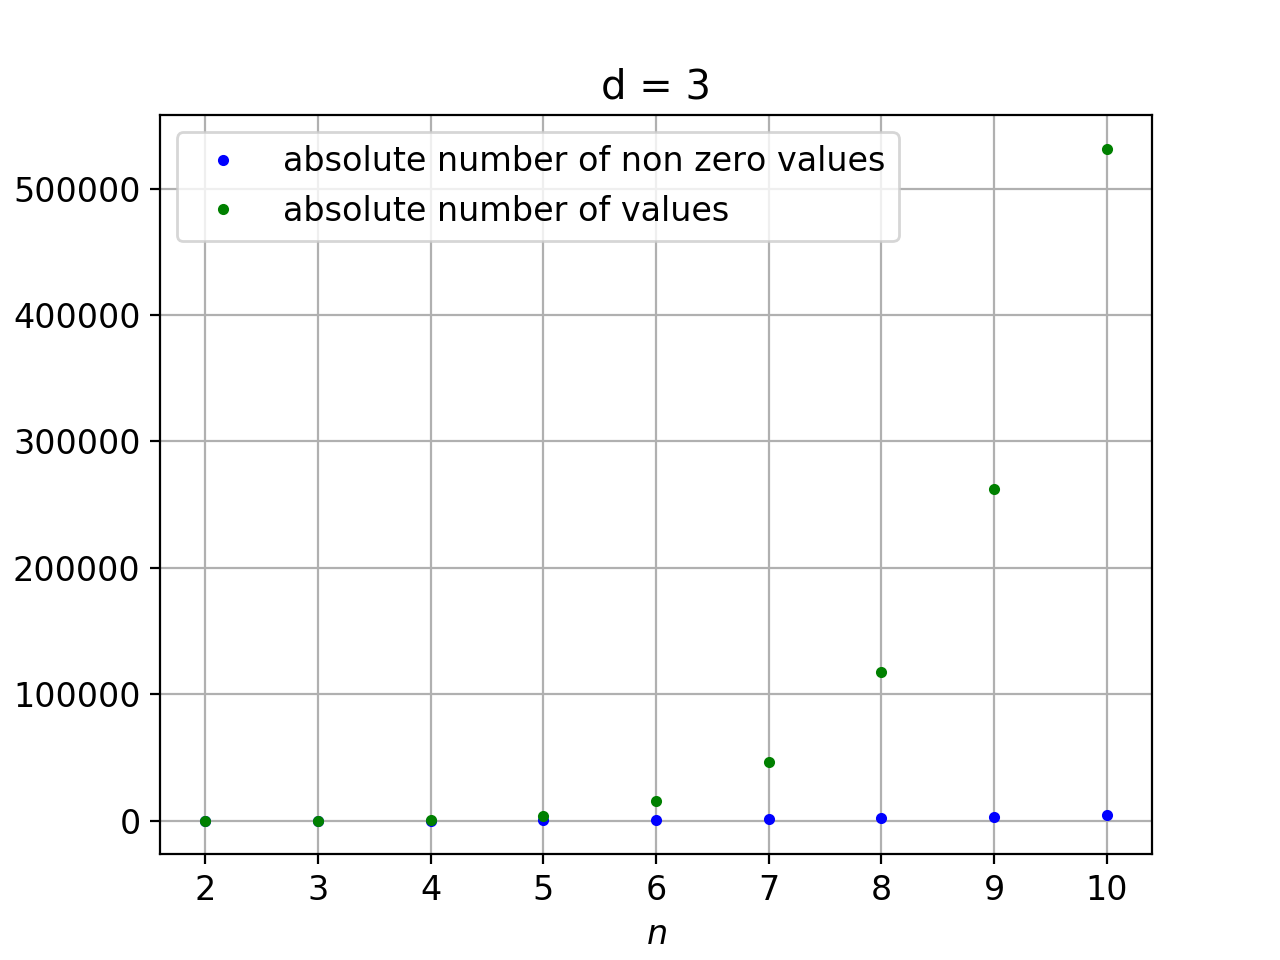 d = 3
absolute number of non zero values
absolute number of values
500000
400000
300000
200000
100000
0
2 3 4 5 6 7 8 9 10
n